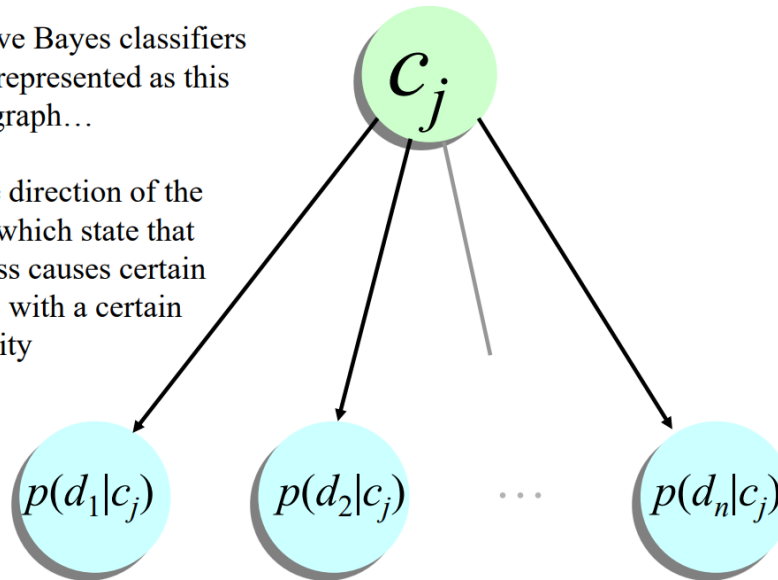 ve Bayes classifiers
represented as this
graph…
direction of the
which state that
ss causes certain
with a certain
ity
c_j
p(d_1|c_j)
p(d_2|c_j)
…
p(d_n|c_j)